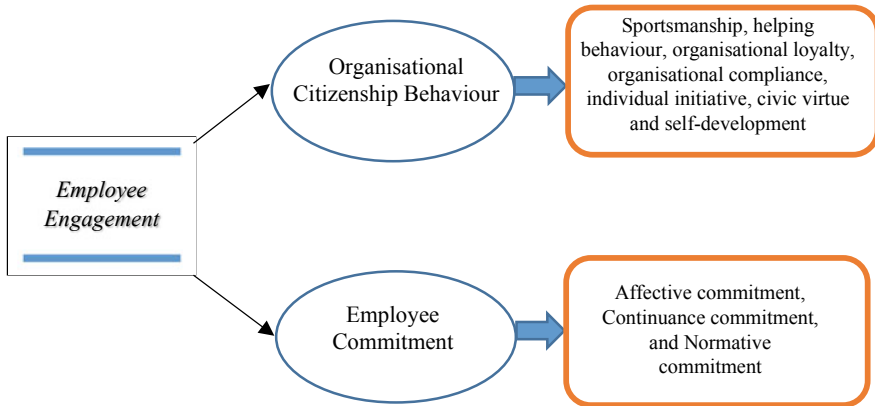 Employee
Engagement
Organisational
Citizenship Behaviour
Sportsmanship, helping
behaviour, organisational loyalty,
organisational compliance,
individual initiative, civic virtue
and self-development
Employee
Commitment
Affective commitment,
Continuance commitment,
and Normative
commitment